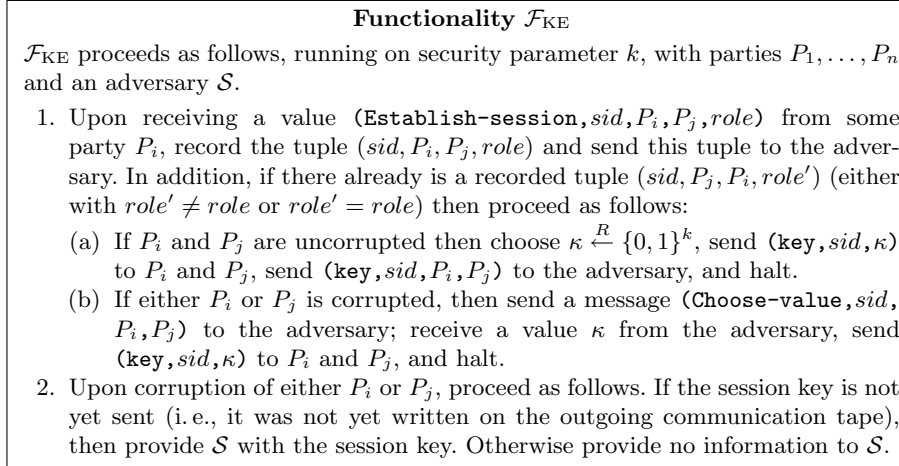 Functionality 𝓕_KE
𝓕_KE proceeds as follows, running on security parameter k, with parties P_1, . . . , P_n
and an adversary 𝓢.
1. Upon receiving a value (Establish-session,sid,P_i,P_j,role) from some
party P_i, record the tuple (sid, P_i, P_j, role) and send this tuple to the adver-
sary. In addition, if there already is a recorded tuple (sid, P_j, P_i, role′) (either
with role′ ≠ role or role′ = role) then proceed as follows:
(a) If P_i and P_j are uncorrupted then choose κ ←^R {0, 1}^k, send (key,sid,κ)
to P_i and P_j, send (key,sid,P_i,P_j) to the adversary, and halt.
(b) If either P_i or P_j is corrupted, then send a message (Choose-value,sid,
P_i,P_j) to the adversary; receive a value κ from the adversary, send
(key,sid,κ) to P_i and P_j, and halt.
2. Upon corruption of either P_i or P_j, proceed as follows. If the session key is not
yet sent (i. e., it was not yet written on the outgoing communication tape),
then provide 𝓢 with the session key. Otherwise provide no information to 𝓢.